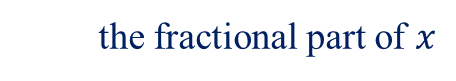 the fractional part of x